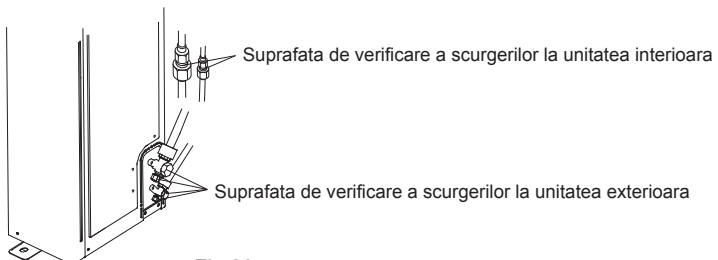 Suprafata de verificare a scurgerilor la unitatea interioara
Suprafata de verificare a scurgerilor la unitatea exterioara